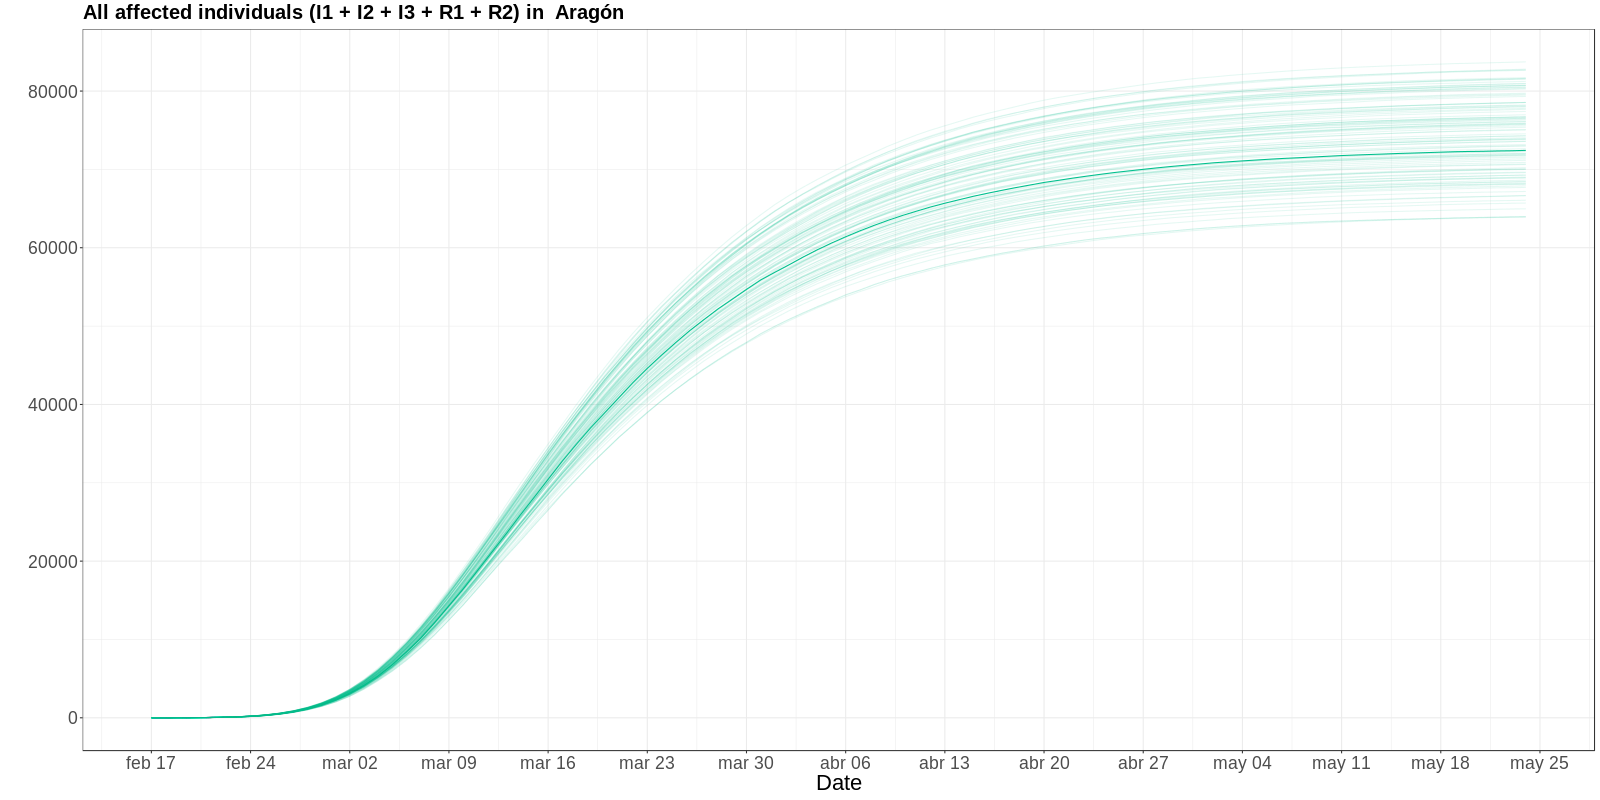 All affected individuals (I1 + I2 + I3 + R1 + R2) in  Aragón
80000
60000
40000
20000
0
feb 17 feb 24 mar 02 mar 09 mar 16 mar 23 mar 30 abr 06 abr 13 abr 20 abr 27 may 04 may 11 may 18 may 25
Date